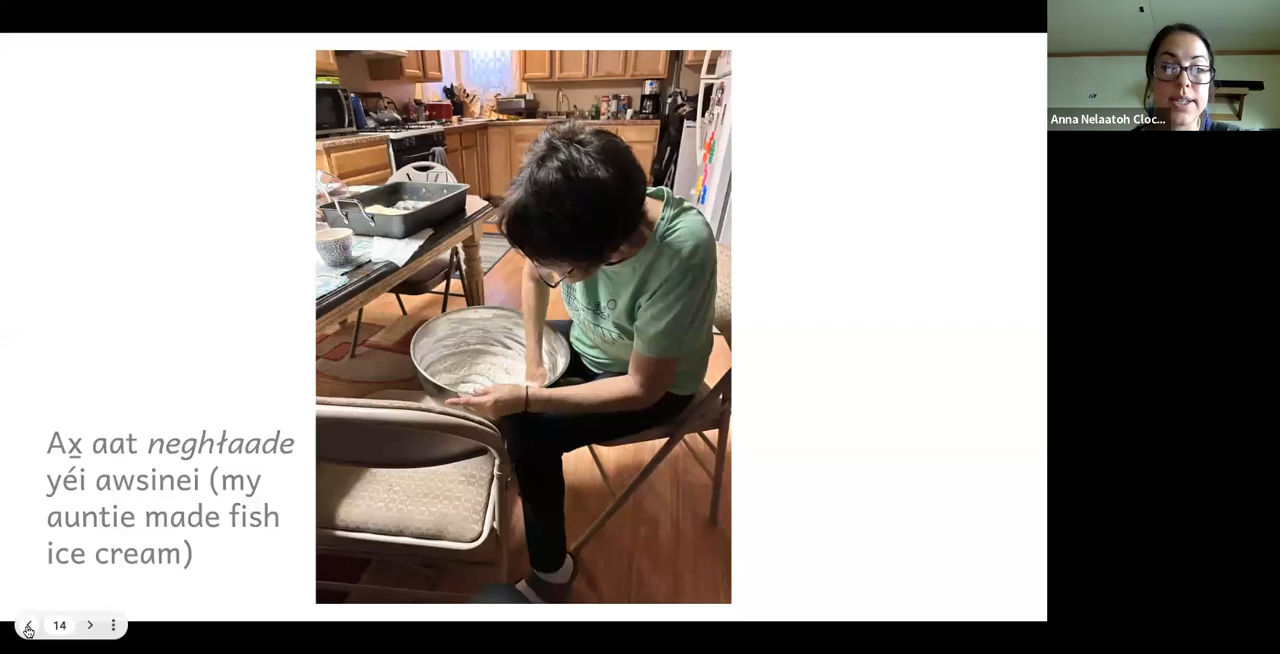 Anna Nelaatoh Cloc...
Ax̱ aat neghłaade
yéi awsinei (my
auntie made fish
ice cream)
14